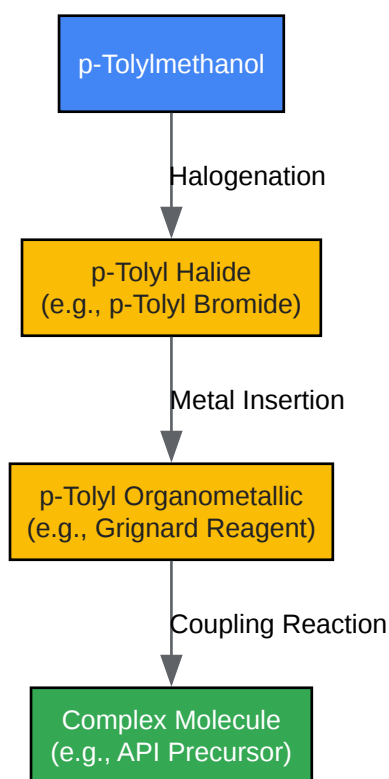 p-Tolylmethanol
Halogenation
p-Tolyl Halide
(e.g., p-Tolyl Bromide)
Metal Insertion
p-Tolyl Organometallic
(e.g., Grignard Reagent)
Coupling Reaction
Complex Molecule
(e.g., API Precursor)